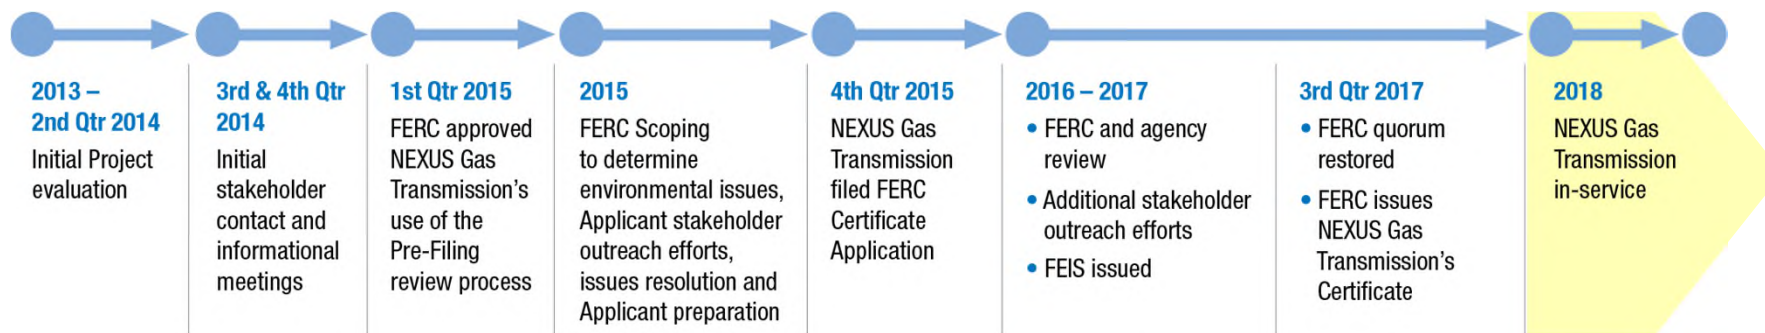 2013 –
2nd Qtr 2014
Initial Project
evaluation
3rd & 4th Qtr
2014
Initial
stakeholder
contact and
informational
meetings
1st Qtr 2015
FERC approved
NEXUS Gas
Transmission's
use of the
Pre-Filing
review process
2015
FERC Scoping
to determine
environmental issues,
Applicant stakeholder
outreach efforts,
issues resolution and
Applicant preparation
4th Qtr 2015
NEXUS Gas
Transmission
filed FERC
Certificate
Application
2016 – 2017
• FERC and agency
review
• Additional stakeholder
outreach efforts
• FEIS issued
3rd Qtr 2017
• FERC quorum
restored
• FERC issues
NEXUS Gas
Transmission's
Certificate
2018
NEXUS Gas
Transmission
in-service